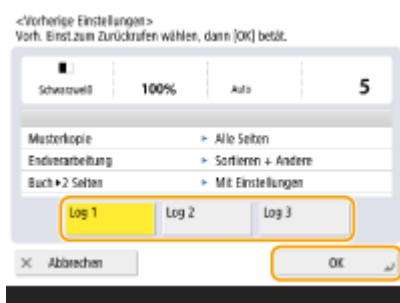 <Vorherige Einstellungen>
Vorh. Einst.zum Zurückrufen wählen, dann [OK] betät.
Schwarzweiß 100% Auto 5
Musterkopie ▸ Alle Seiten
Endverarbeitung ▸ Sortieren + Andere
Buch▸2 Seiten ▸ Mit Einstellungen
Log 1 Log 2 Log 3
× Abbrechen OK